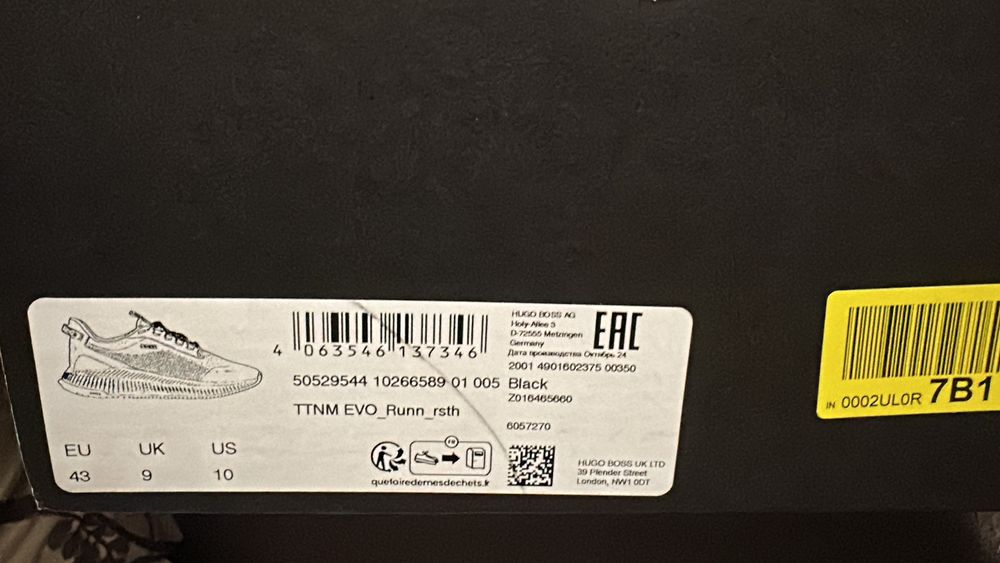 4 063546 137346
50529544 10266589 01 005 Black
TTNM EVO_Runn_rsth
EU UK US
43 9 10
FR
quefairedemesdechets.fr
HUGO BOSS AG
Holy-Allee 3
D-72555 Metzingen
Germany
EAC
Дата производства Октябрь 24
2001 4901602375 00350
Z016465660
6057270
HUGO BOSS UK LTD
39 Plender Street
London, NW1 0DT
IN 0002UL0R 7B1